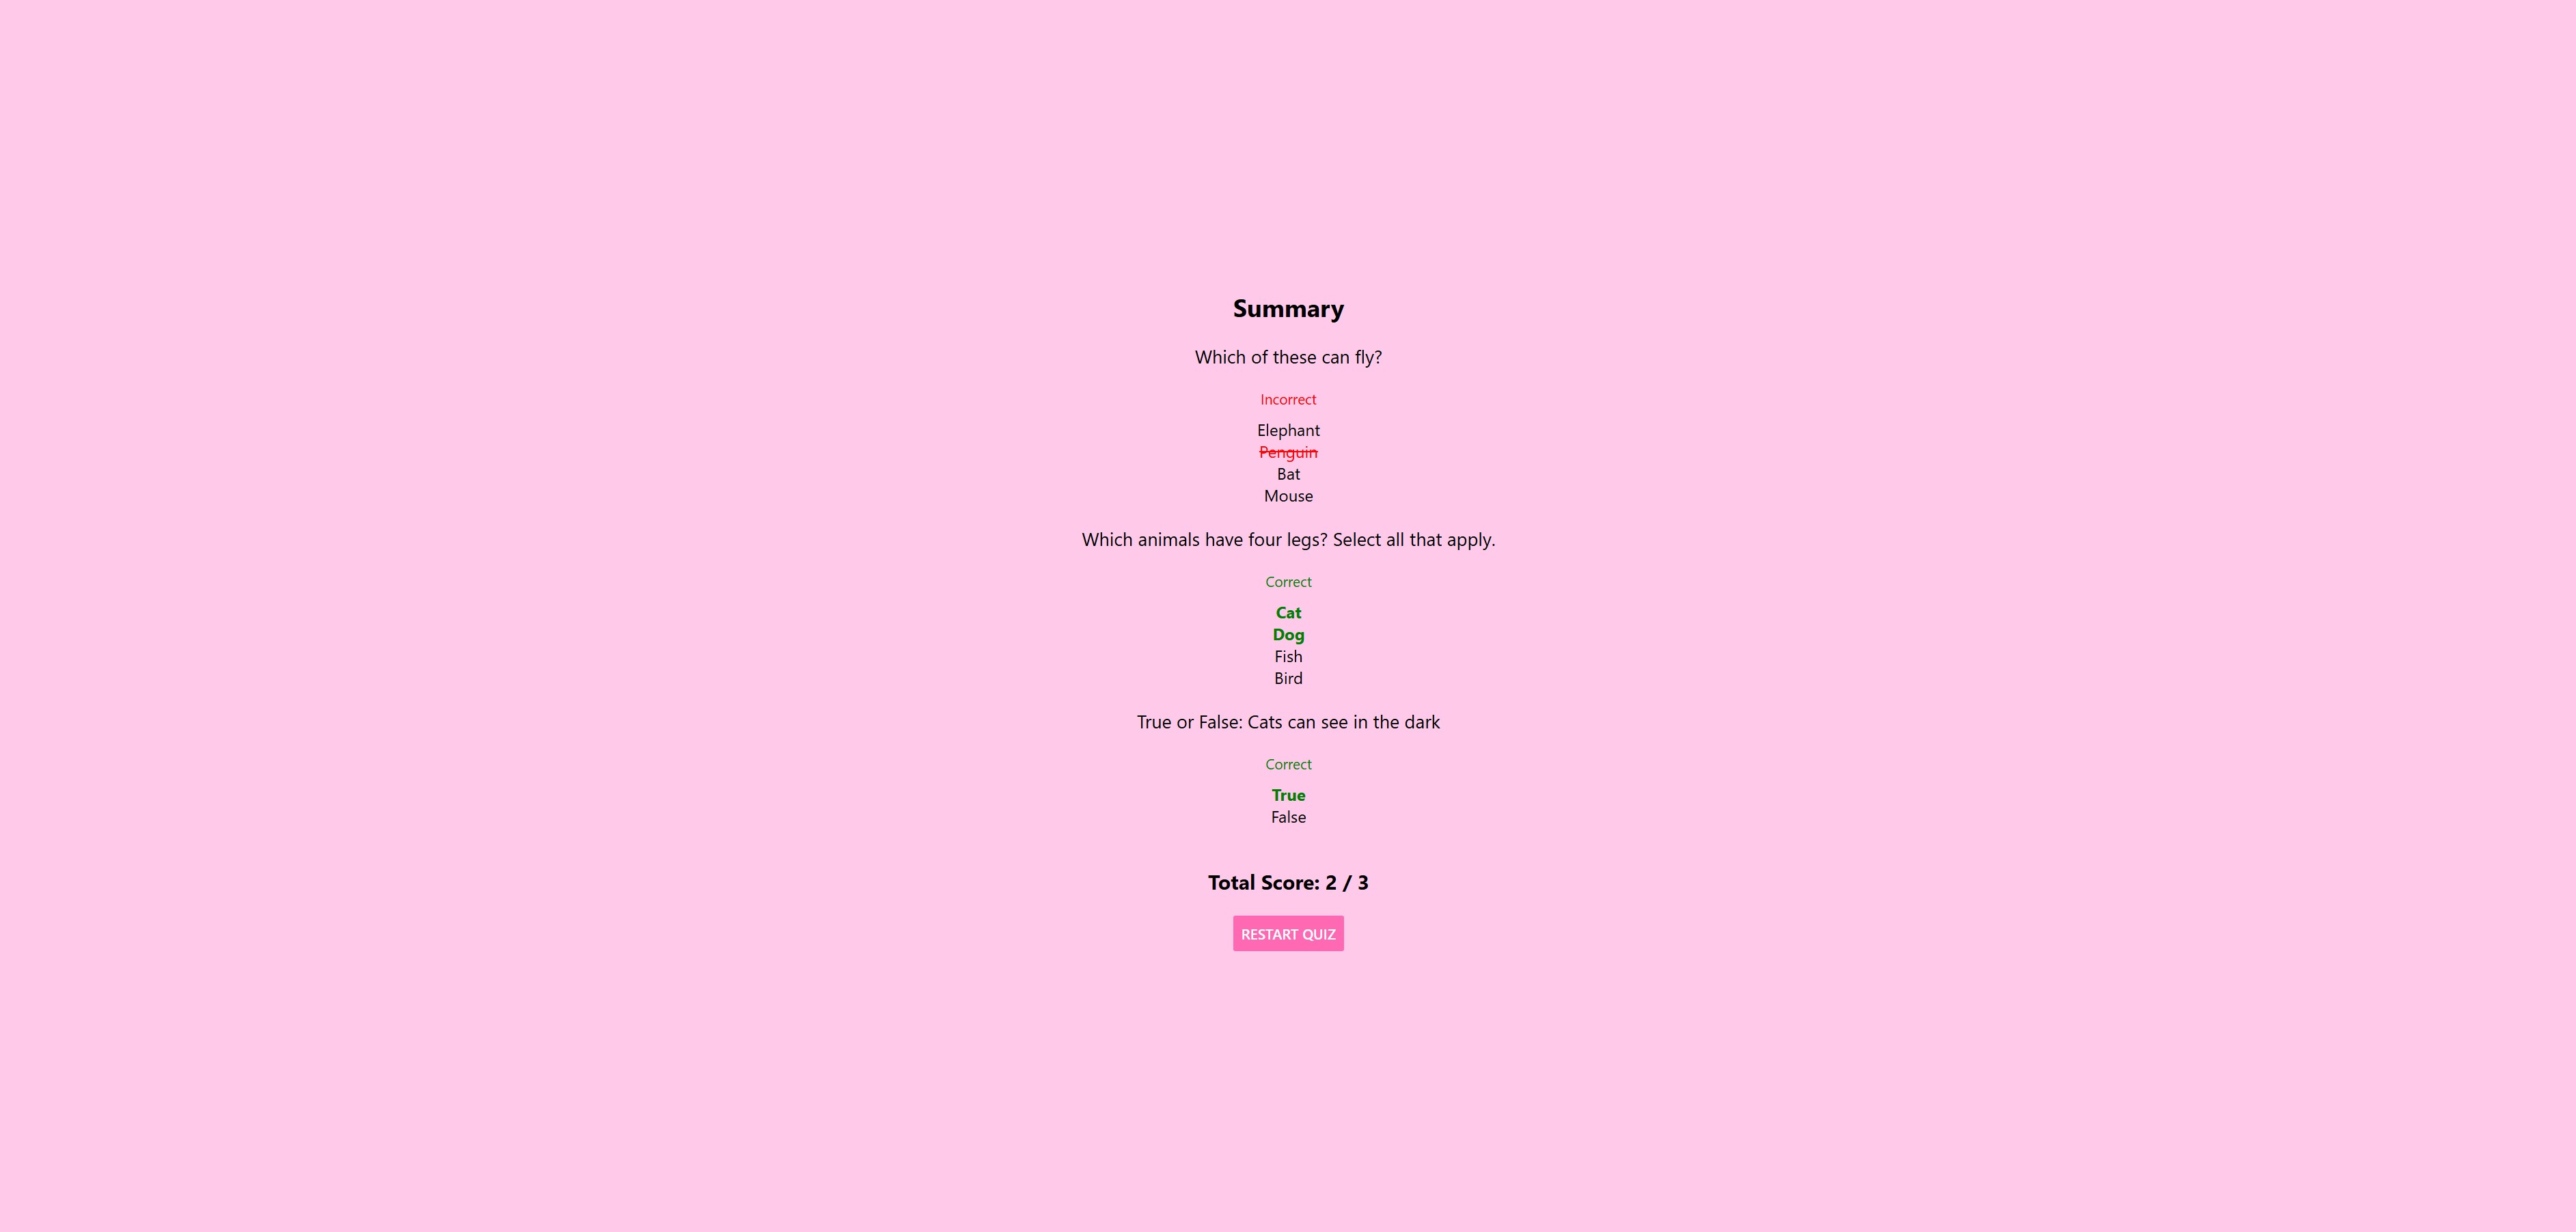 Summary
Which of these can fly?
Incorrect
Elephant
Penguin
Bat
Mouse
Which animals have four legs? Select all that apply.
Correct
Cat
Dog
Fish
Bird
True or False: Cats can see in the dark
Correct
True
False
Total Score: 2 / 3
RESTART QUIZ